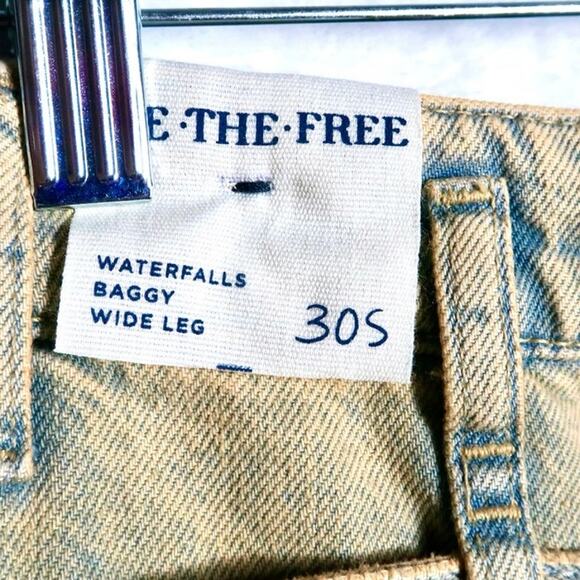 E·THE·FREE
WATERFALLS
BAGGY
WIDE LEG
30S